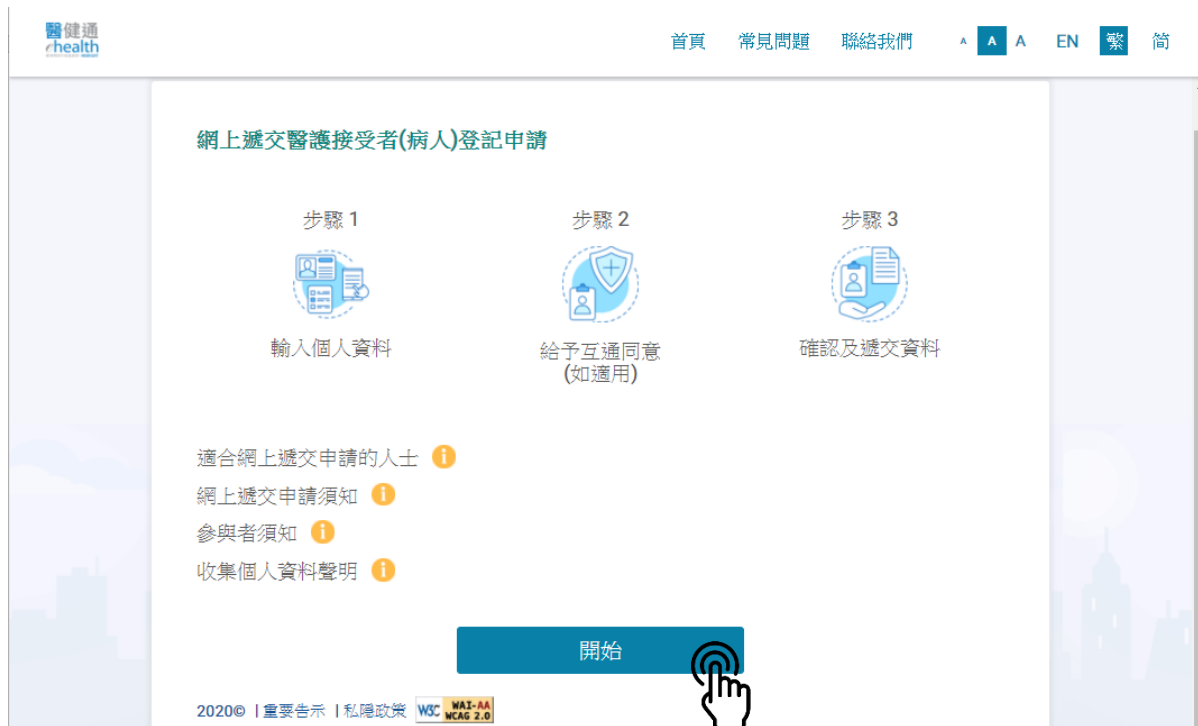 醫健通
ehealth
首頁 常見問題 聯絡我們 A A A EN 繁 简
網上遞交醫護接受者(病人)登記申請
步驟 1 步驟 2 步驟 3
輸入個人資料 給予互通同意 確認及遞交資料
(如適用)
適合網上遞交申請的人士 i
網上遞交申請須知 i
參與者須知 i
收集個人資料聲明 i
開始
2020© | 重要告示 | 私隱政策 W3C WAI-AA
WCAG 2.0